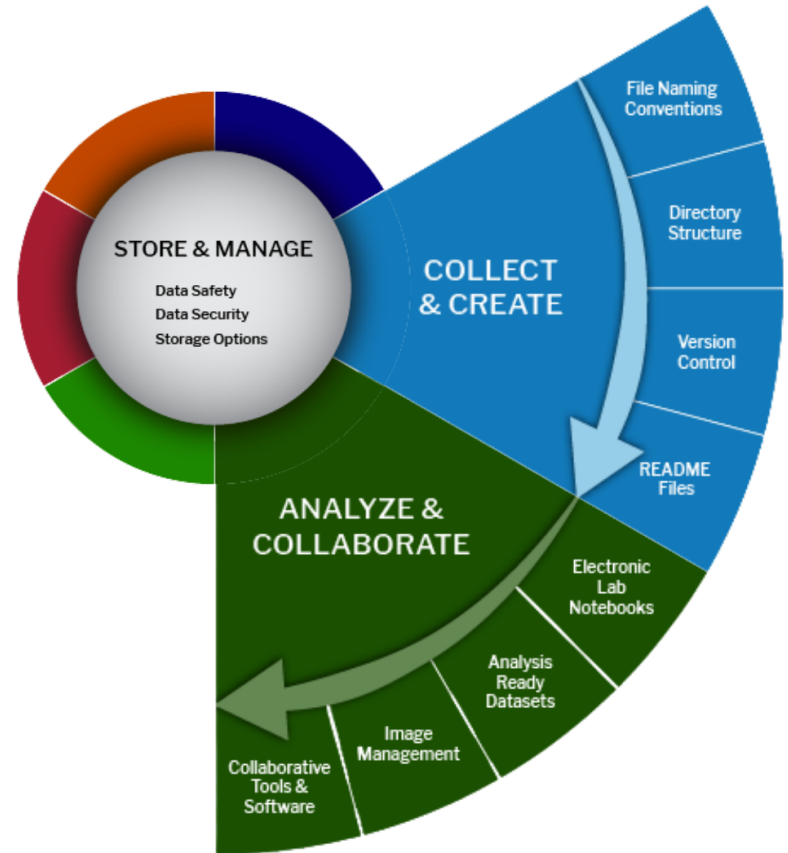 STORE & MANAGE
Data Safety
Data Security
Storage Options
COLLECT
& CREATE
File Naming
Conventions
Directory
Structure
Version
Control
README
Files
ANALYZE &
COLLABORATE
Electronic
Lab
Notebooks
Analysis
Ready
Datasets
Image
Management
Collaborative
Tools &
Software